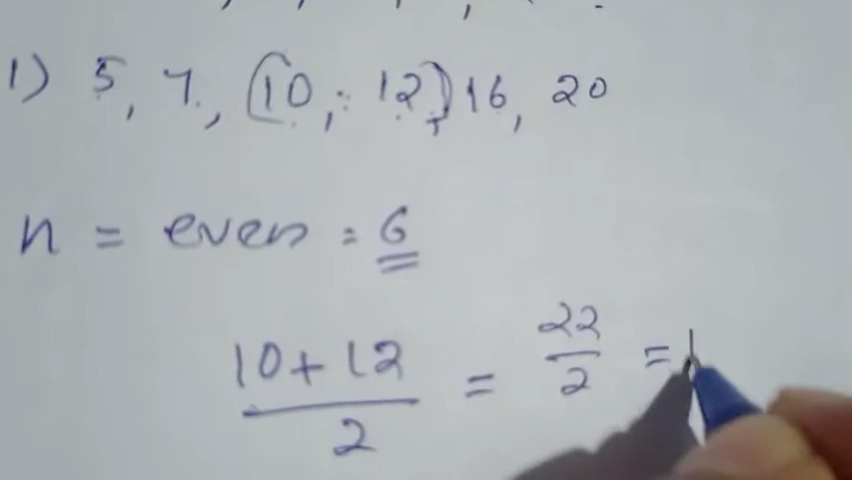 1) 5, 7, (10, 12,) 16, 20
n = even = 6
10+12/2 = 22/2 = 1